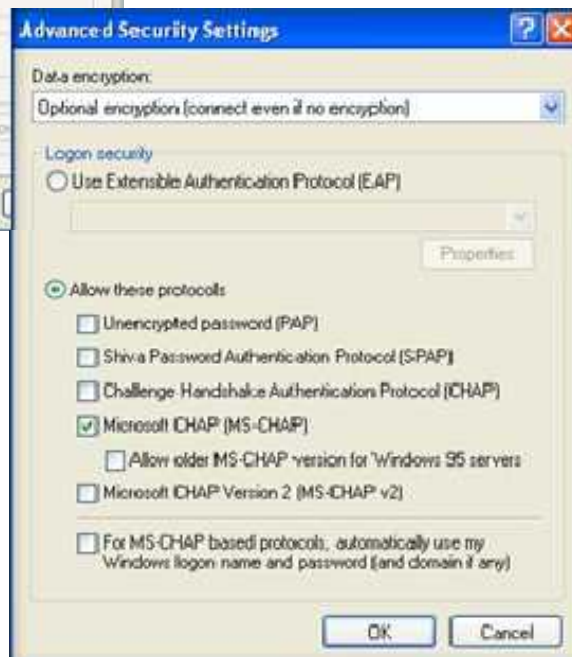 Advanced Security Settings
Data encryption:
Optional encryption (connect even if no encryption)
Logon security
Use Extensible Authentication Protocol (EAP)
Properties
Allow these protocols
Unencrypted password (PAP)
Shiva Password Authentication Protocol (SPAP)
Challenge Handshake Authentication Protocol (CHAP)
Microsoft CHAP (MS-CHAP)
Allow older MS-CHAP version for Windows 95 servers
Microsoft CHAP Version 2 (MS-CHAP v2)
For MS-CHAP based protocols, automatically use my
Windows logon name and password (and domain if any)
OK
Cancel